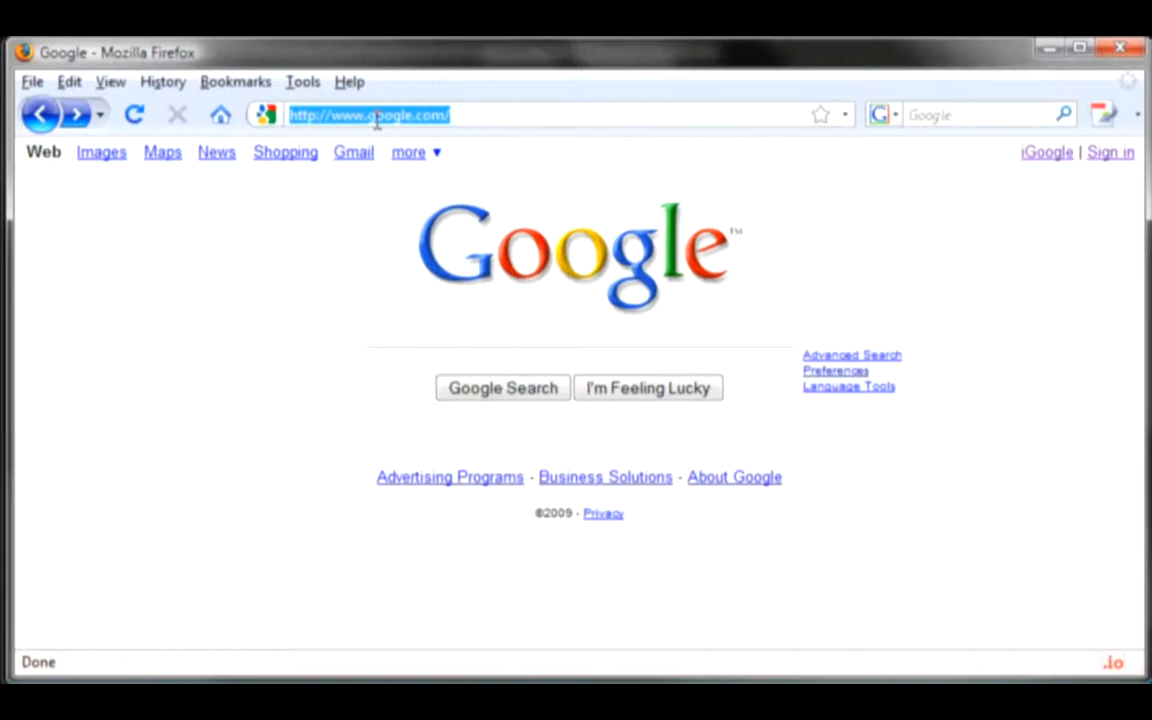 Google - Mozilla Firefox
File Edit View History Bookmarks Tools Help
http://www.google.com/ G Google
Web Images Maps News Shopping Gmail more ▼ iGoogle | Sign in
Google™
Advanced Search
Preferences
Language Tools
Google Search I'm Feeling Lucky
Advertising Programs - Business Solutions - About Google
©2009 - Privacy
Done .io